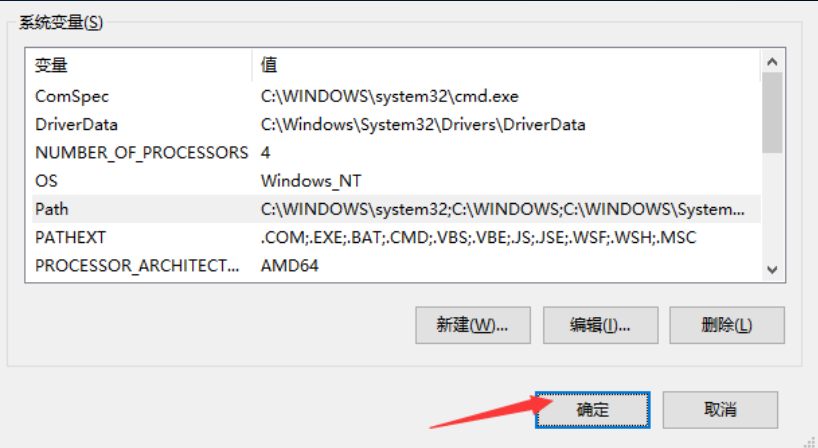 系统变量(S)
变量 值
ComSpec C:\WINDOWS\system32\cmd.exe
DriverData C:\Windows\System32\Drivers\DriverData
NUMBER_OF_PROCESSORS 4
OS Windows_NT
Path C:\WINDOWS\system32;C:\WINDOWS;C:\WINDOWS\System...
PATHEXT .COM;.EXE;.BAT;.CMD;.VBS;.VBE;.JS;.JSE;.WSF;.WSH;.MSC
PROCESSOR_ARCHITECT... AMD64
新建(W)... 编辑(I)... 删除(L)
确定 取消